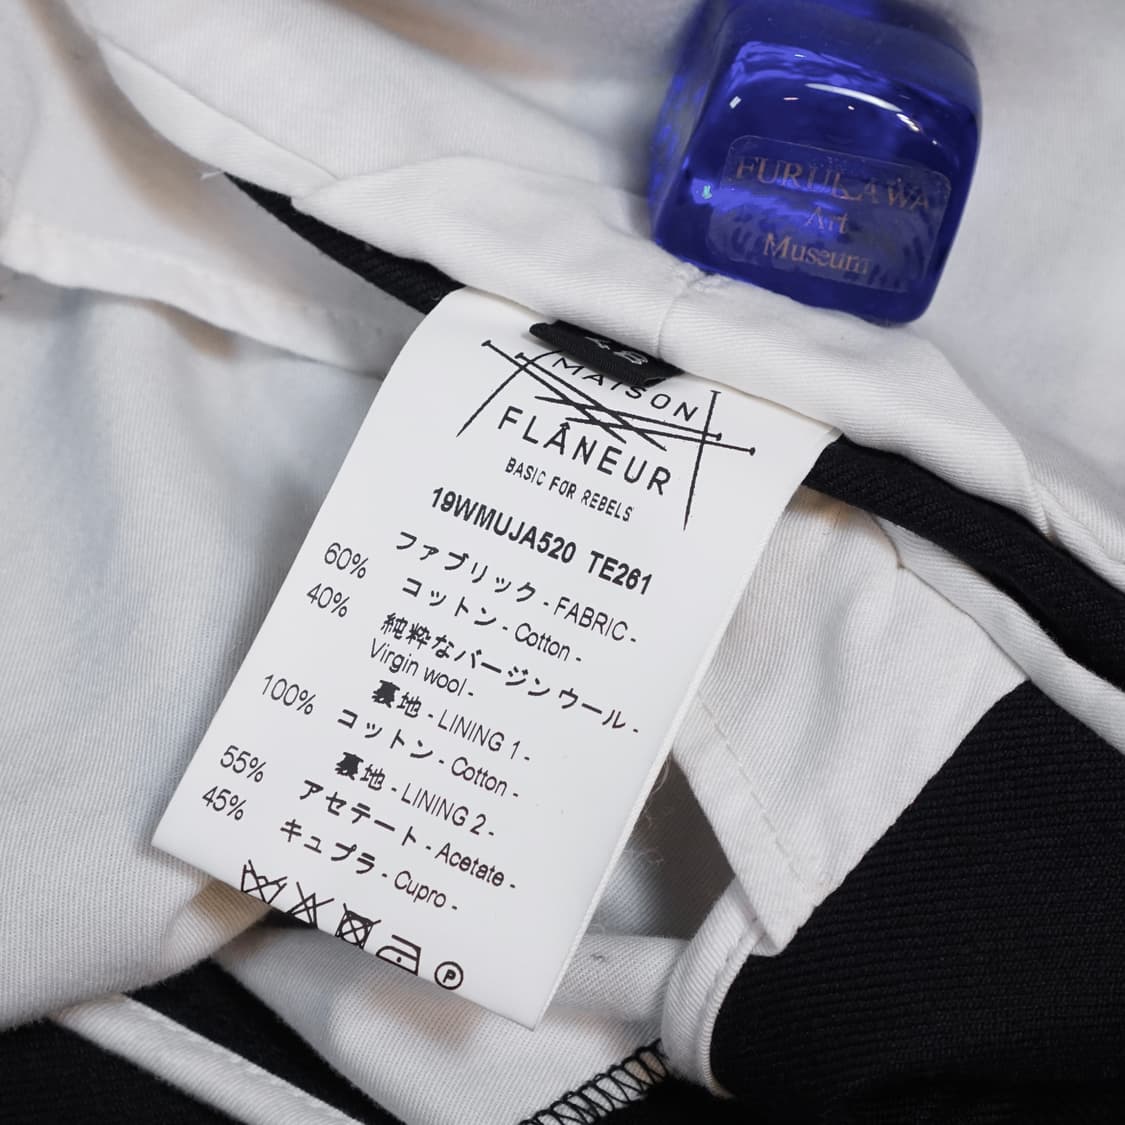 FURUKAWA
Art
Museum
48
MAISON
FLÂNEUR
BASIC FOR REBELS
19WMUJA520 TE261
ファブリック - FABRIC -
60% コットン - Cotton -
40% 純粋なバージンウール -
Virgin wool -
裏地 - LINING 1 -
100% コットン - Cotton -
裏地 - LINING 2 -
55% アセテート - Acetate -
45% キュプラ - Cupro -
P